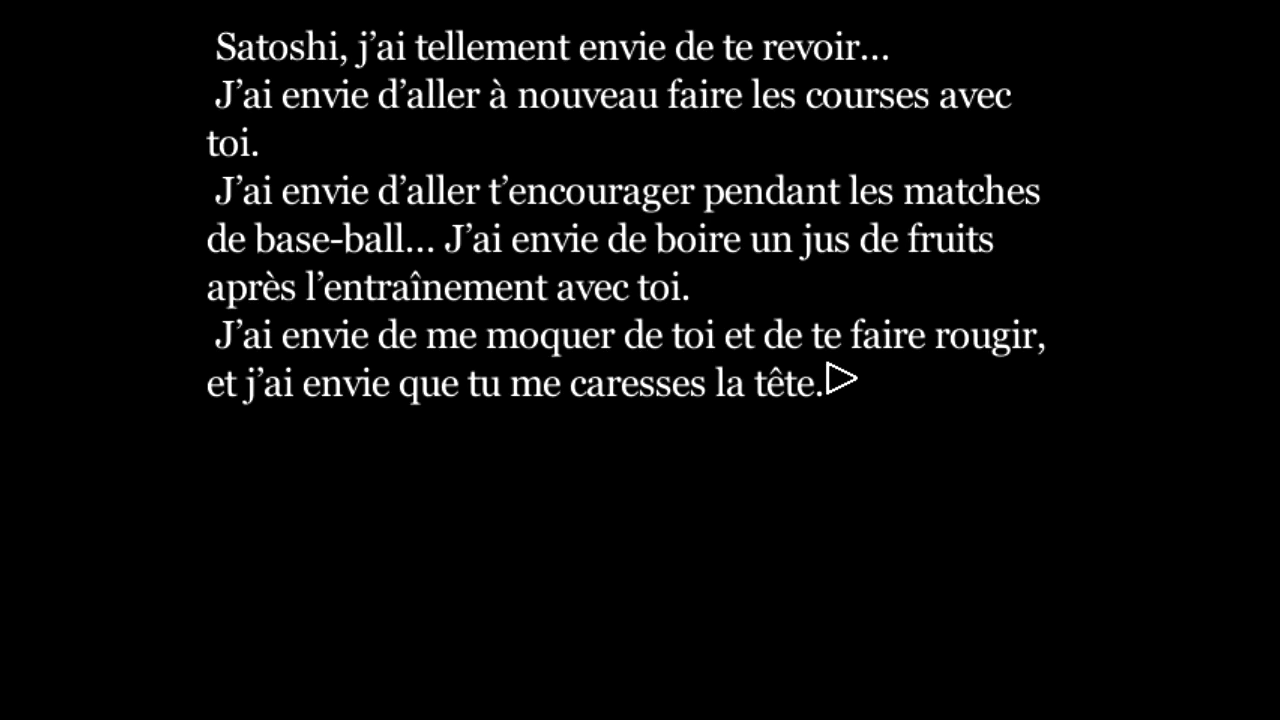 Satoshi, j’ai tellement envie de te revoir...
J’ai envie d’aller à nouveau faire les courses avec
toi.
J’ai envie d’aller t’encourager pendant les matches
de base-ball... J’ai envie de boire un jus de fruits
après l’entraînement avec toi.
J’ai envie de me moquer de toi et de te faire rougir,
et j’ai envie que tu me caresses la tête.